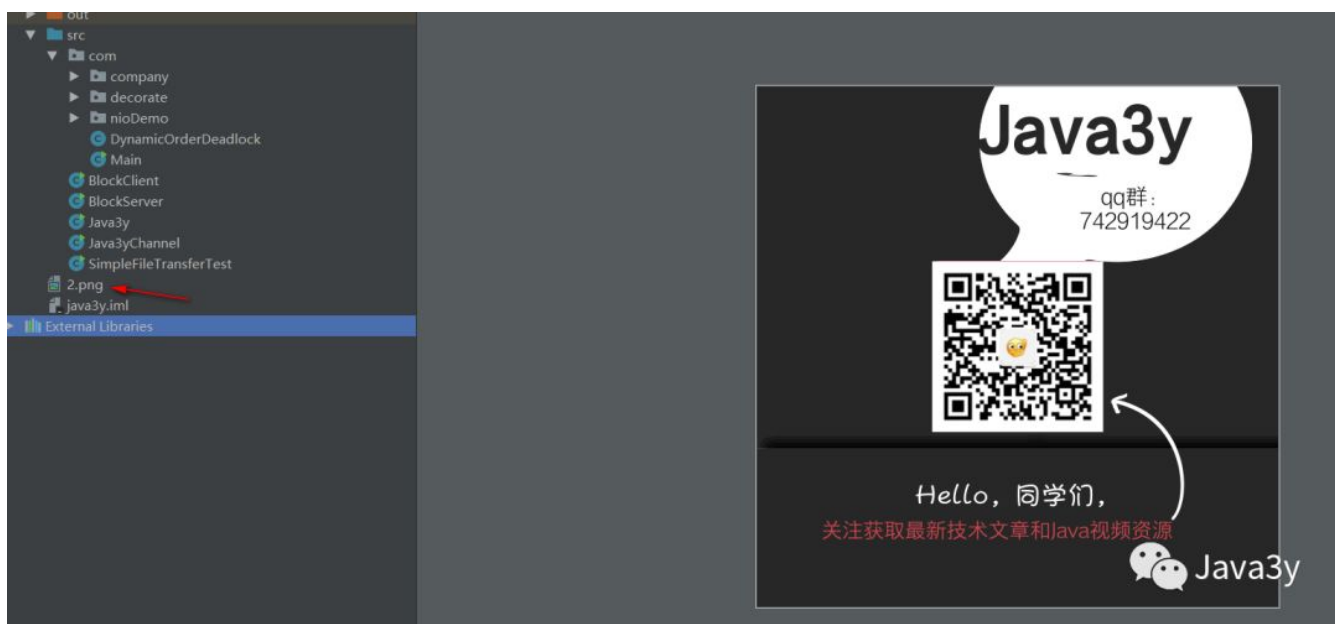 out
src
com
company
decorate
nioDemo
DynamicOrderDeadlock
Main
BlockClient
BlockServer
Java3y
Java3yChannel
SimpleFileTransferTest
2.png
java3y.iml
External Libraries
Java3y
qq群:
742919422
Hello, 同学们,
关注获取最新技术文章和Java视频资源
Java3y